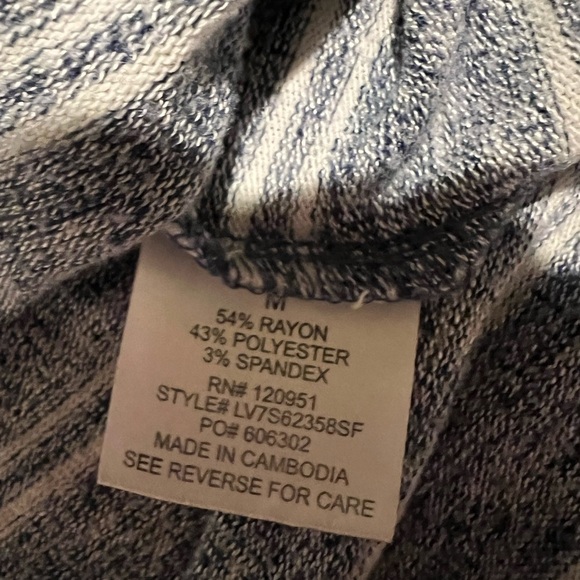 M
54% RAYON
43% POLYESTER
3% SPANDEX
RN# 120951
STYLE# LV7S62358SF
PO# 606302
MADE IN CAMBODIA
SEE REVERSE FOR CARE